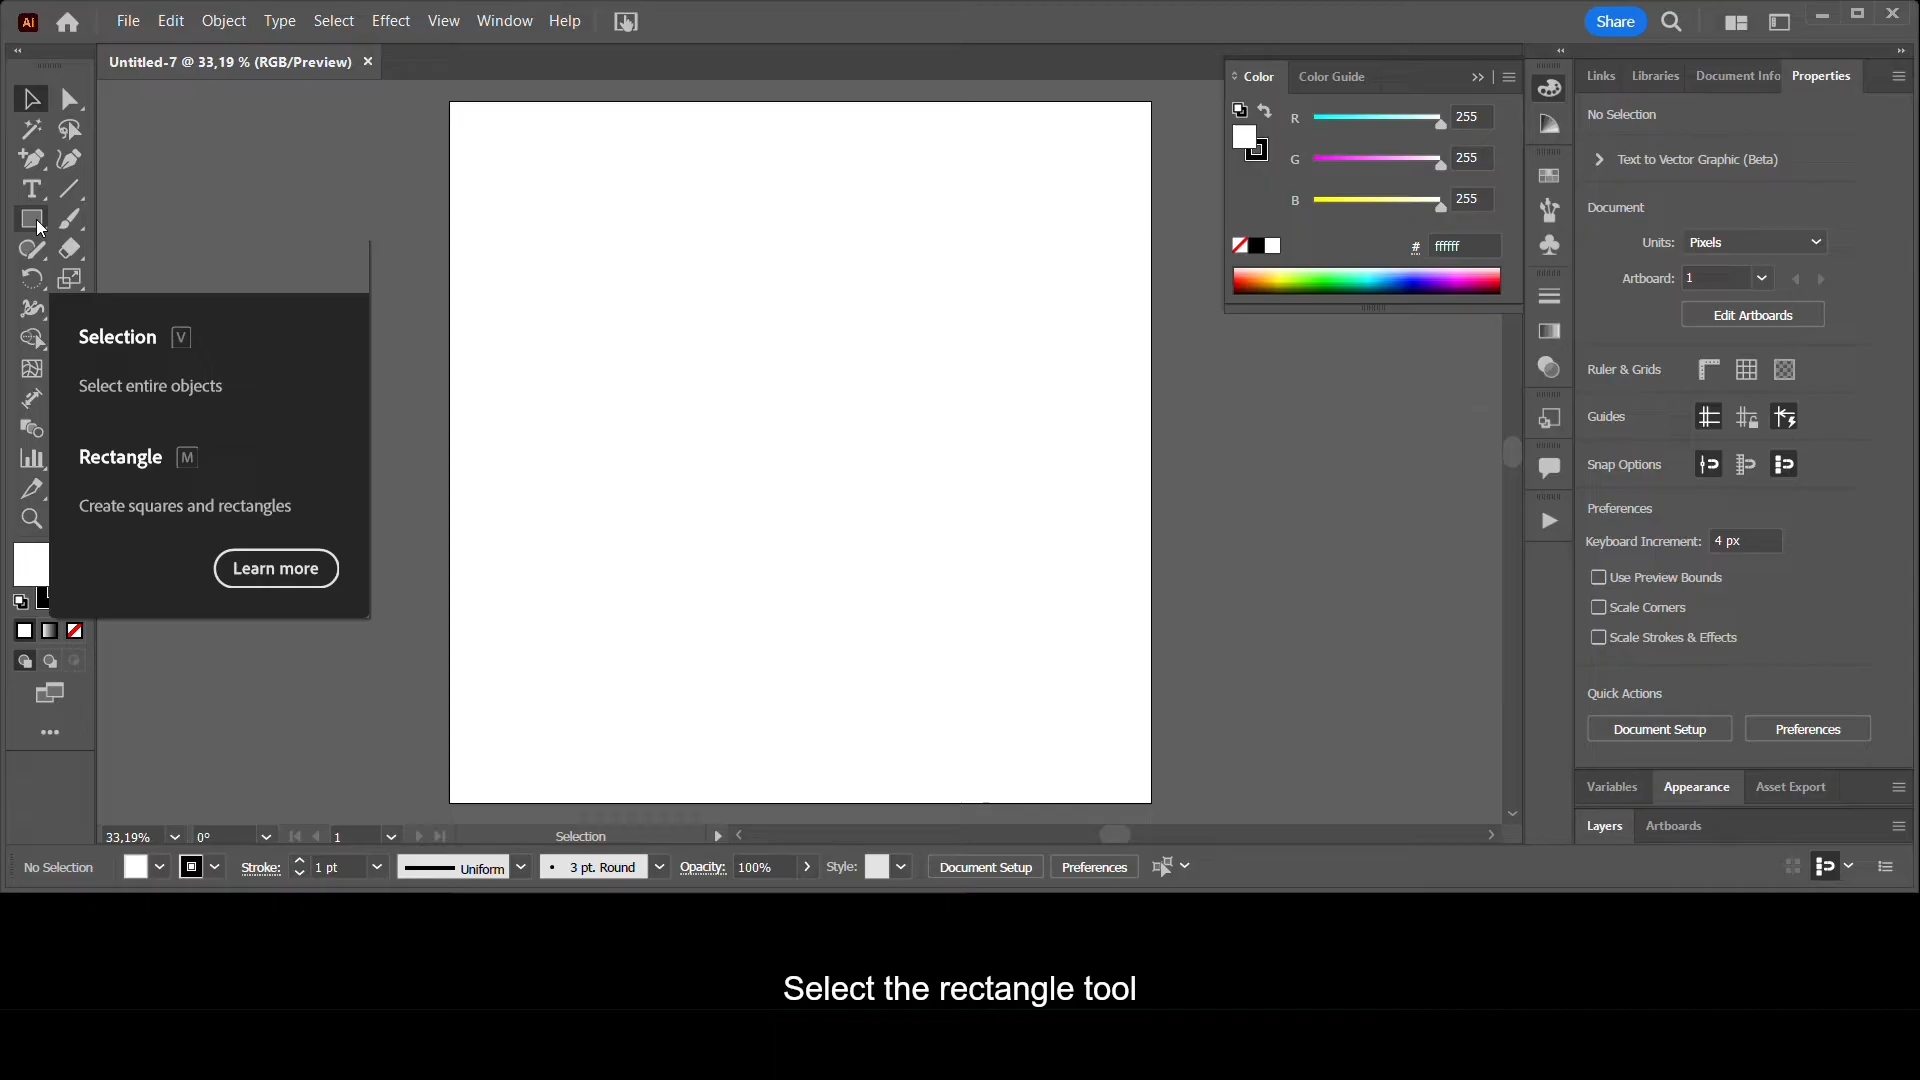 Ai
File Edit Object Type Select Effect View Window Help
Share
Untitled-7 @ 33,19 % (RGB/Preview)
Color
Color Guide
Links
Libraries
Document Info
Properties
R 255
G 255
B 255
# ffffff
No Selection
Text to Vector Graphic (Beta)
Document
Units: Pixels
Artboard: 1
Edit Artboards
Ruler & Grids
Guides
Snap Options
Preferences
Keyboard Increment: 4 px
Use Preview Bounds
Scale Corners
Scale Strokes & Effects
Quick Actions
Document Setup
Preferences
Variables
Appearance
Asset Export
Layers
Artboards
Selection V
Select entire objects
Rectangle M
Create squares and rectangles
Learn more
33,19%
0°
1
Selection
No Selection
Stroke: 1 pt
Uniform
3 pt. Round
Opacity: 100%
Style:
Document Setup
Preferences
Select the rectangle tool